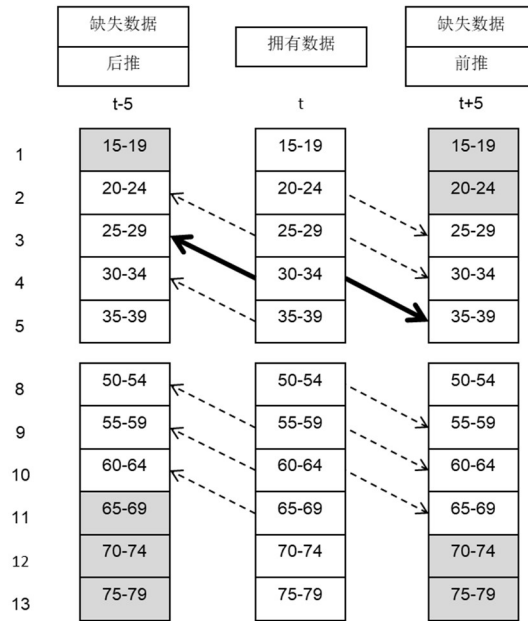 缺失数据
后推
拥有数据
缺失数据
前推
t-5 t t+5
1 15-19 15-19 15-19
2 20-24 20-24 20-24
3 25-29 25-29 25-29
4 30-34 30-34 30-34
5 35-39 35-39 35-39
8 50-54 50-54 50-54
9 55-59 55-59 55-59
10 60-64 60-64 60-64
11 65-69 65-69 65-69
12 70-74 70-74 70-74
13 75-79 75-79 75-79